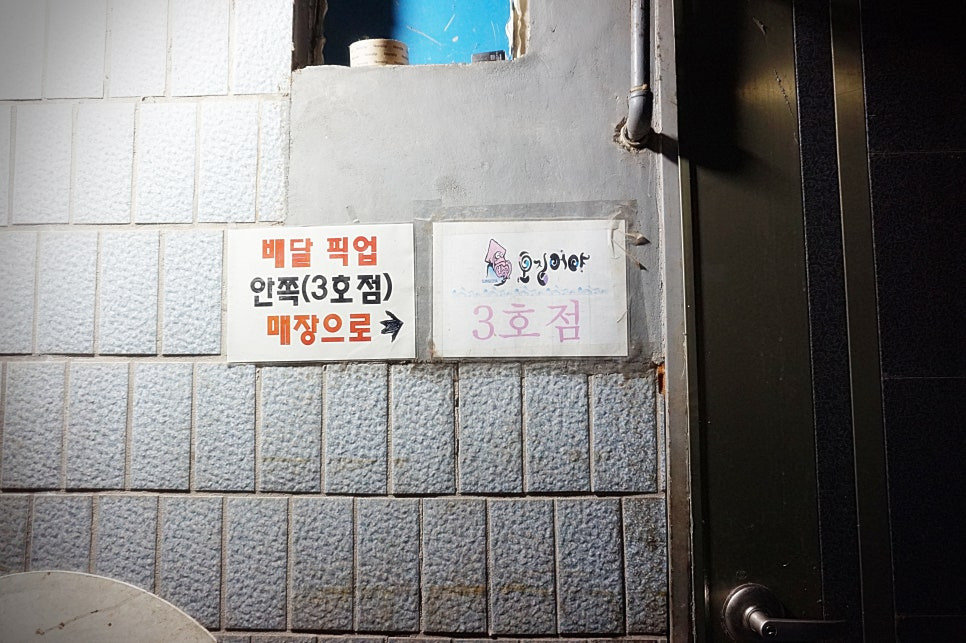 배달 픽업
안쪽(3호점)
매장으로
오징어야
3호점